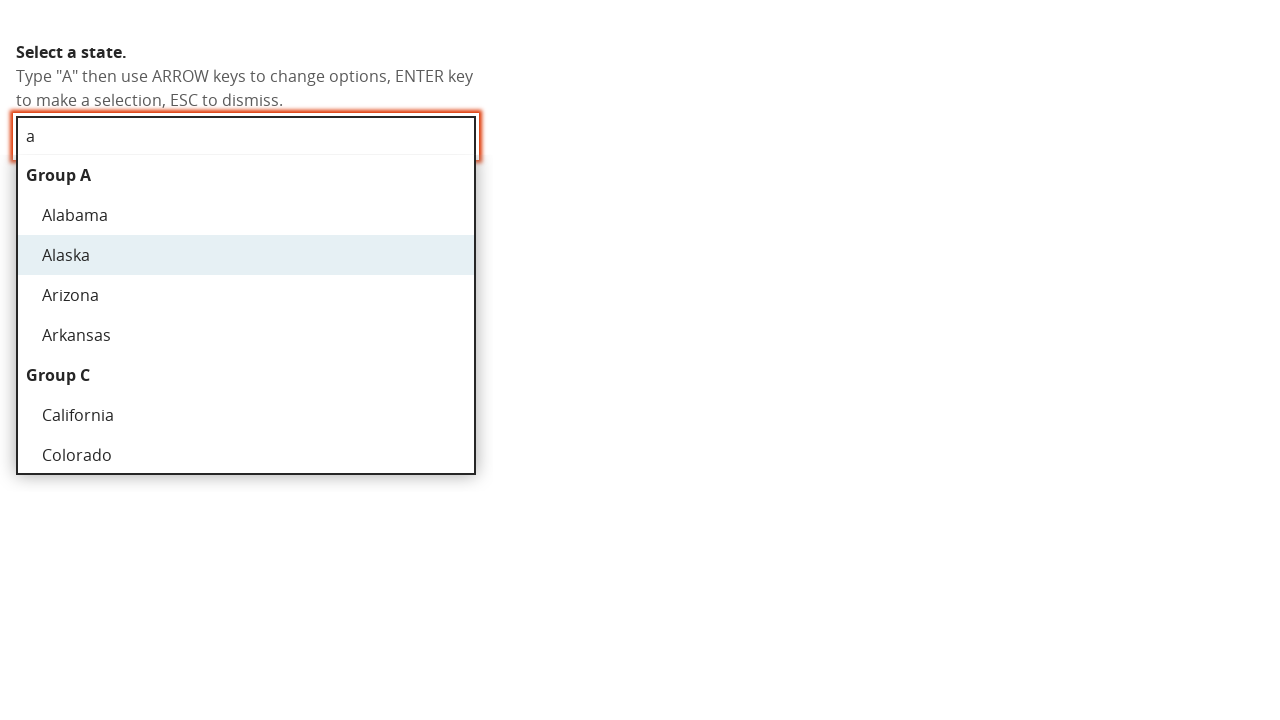 Select a state.
Type "A" then use ARROW keys to change options, ENTER key
to make a selection, ESC to dismiss.
a
Group A
Alabama
Alaska
Arizona
Arkansas
Group C
California
Colorado